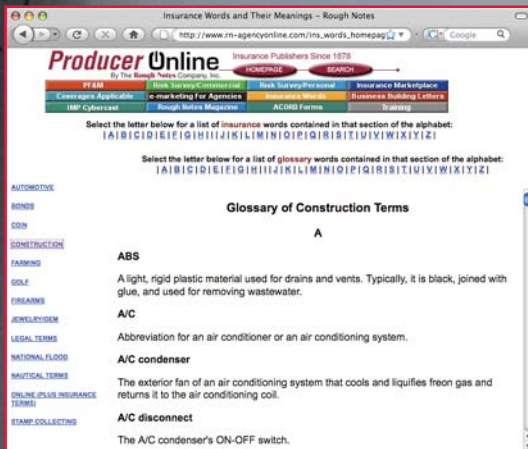 Insurance Words and Their Meanings – Rough Notes
http://www.rn-agencyonline.com/ins_words_homepag
Google
Producer Online
Insurance Publishers Since 1878
By The Rough Notes Company, Inc.
HOMEPAGE SEARCH
PF&M Risk Survey/Commercial Risk Survey/Personal Insurance Marketplace
Coverages Applicable e-marketing For Agencies Insurance Words Business Building Letters
IMP Cybercast Rough Notes Magazine ACORD Forms Training
Select the letter below for a list of insurance words contained in that section of the alphabet:
|A|B|C|D|E|F|G|H|I|J|K|L|M|N|O|P|Q|R|S|T|U|V|W|X|Y|Z|
Select the letter below for a list of glossary words contained in that section of the alphabet:
|A|B|C|D|E|F|G|H|I|J|K|L|M|N|O|P|Q|R|S|T|U|V|W|X|Y|Z|
AUTOMOTIVE
BONDS
COIN
CONSTRUCTION
FARMING
GOLF
FIREARMS
JEWELRY/GEM
LEGAL TERMS
NATIONAL FLOOD
NAUTICAL TERMS
ONLINE (PLUS INSURANCE
TERMS)
STAMP COLLECTING
Glossary of Construction Terms
A
ABS
A light, rigid plastic material used for drains and vents. Typically, it is black, joined with
glue, and used for removing wastewater.
A/C
Abbreviation for an air conditioner or an air conditioning system.
A/C condenser
The exterior fan of an air conditioning system that cools and liquifies freon gas and
returns it to the air conditioning coil.
A/C disconnect
The A/C condenser's ON-OFF switch.